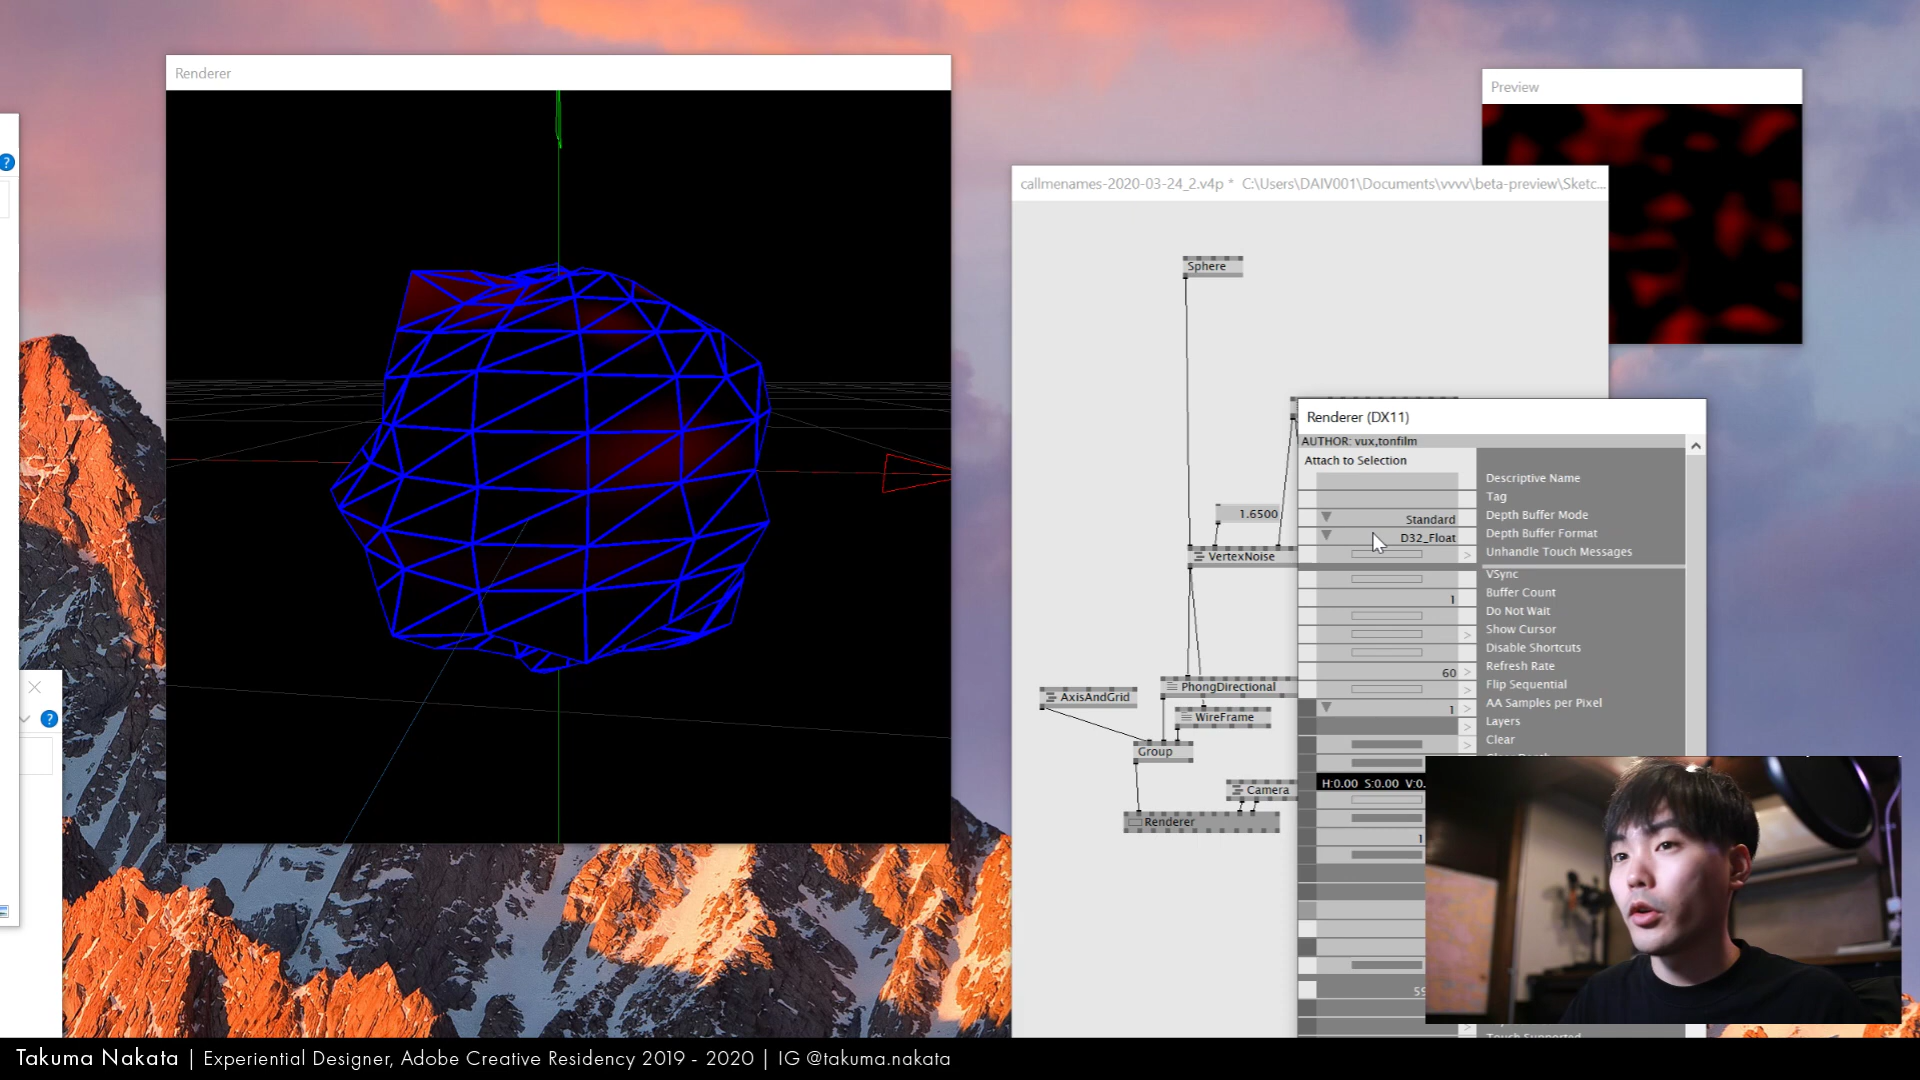 Renderer
Preview
callmenames-2020-03-24_2.v4p * C:\Users\DAIV001\Documents\vvvv\beta-preview\Sketc...
Sphere
1.6500
VertexNoise
PhongDirectional
AxisAndGrid
WireFrame
Group
Camera
Renderer
Renderer (DX11)
AUTHOR: vux,tonfilm
Attach to Selection
Descriptive Name
Tag
Standard Depth Buffer Mode
D32_Float Depth Buffer Format
Unhandle Touch Messages
VSync
1 Buffer Count
Do Not Wait
Show Cursor
Disable Shortcuts
60 Refresh Rate
Flip Sequential
1 AA Samples per Pixel
Layers
Clear
H:0.00 S:0.00 V:0.
1
Takuma Nakata | Experiential Designer, Adobe Creative Residency 2019 - 2020 | IG @takuma.nakata